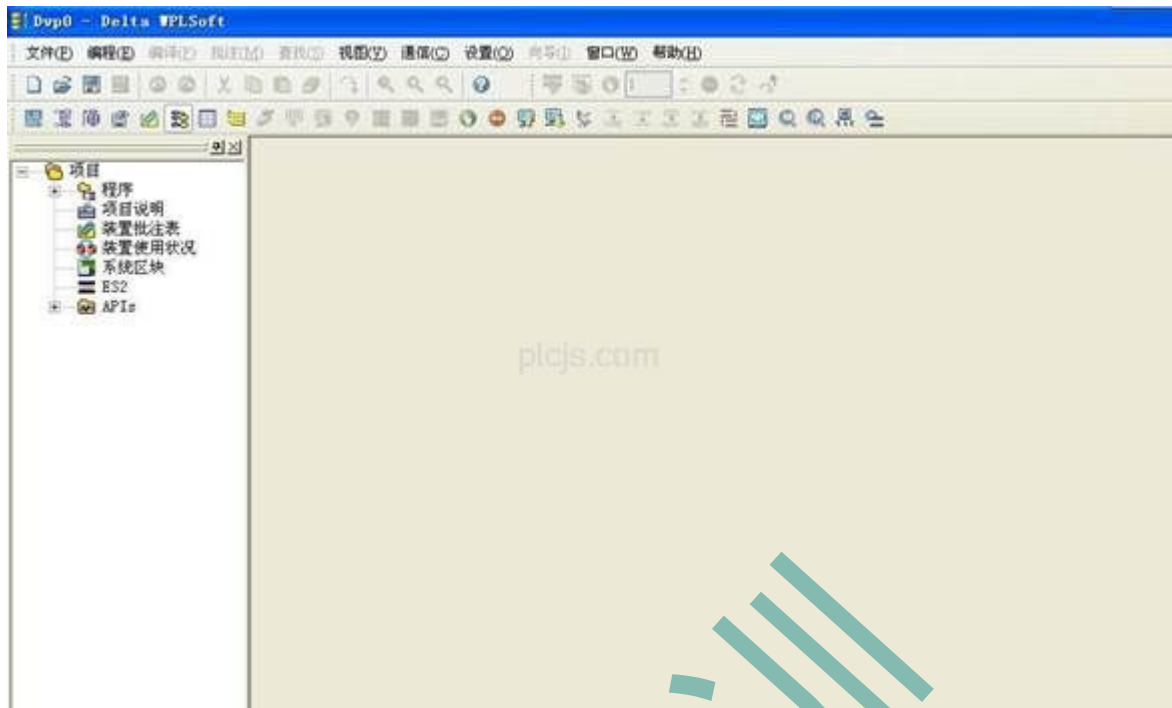 Dvp0 - Delta WPLSoft
文件(F) 编程(E) 编译(P) 批注(M) 查找(S) 视图(V) 通信(C) 设置(O) 向导(I) 窗口(W) 帮助(H)
项目
程序
项目说明
装置批注表
装置使用状况
系统区块
ES2
APIs
plcjs.com